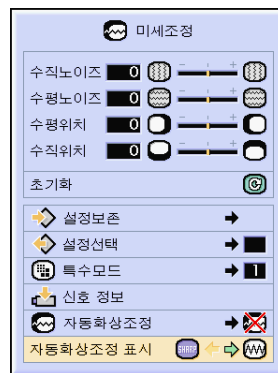 미세조정
수직노이즈 0
수평노이즈 0
수평위치 0
수직위치 0
초기화
설정보존
설정선택
특수모드 1
신호 정보
자동화상조정
자동화상조정 표시 SHARP